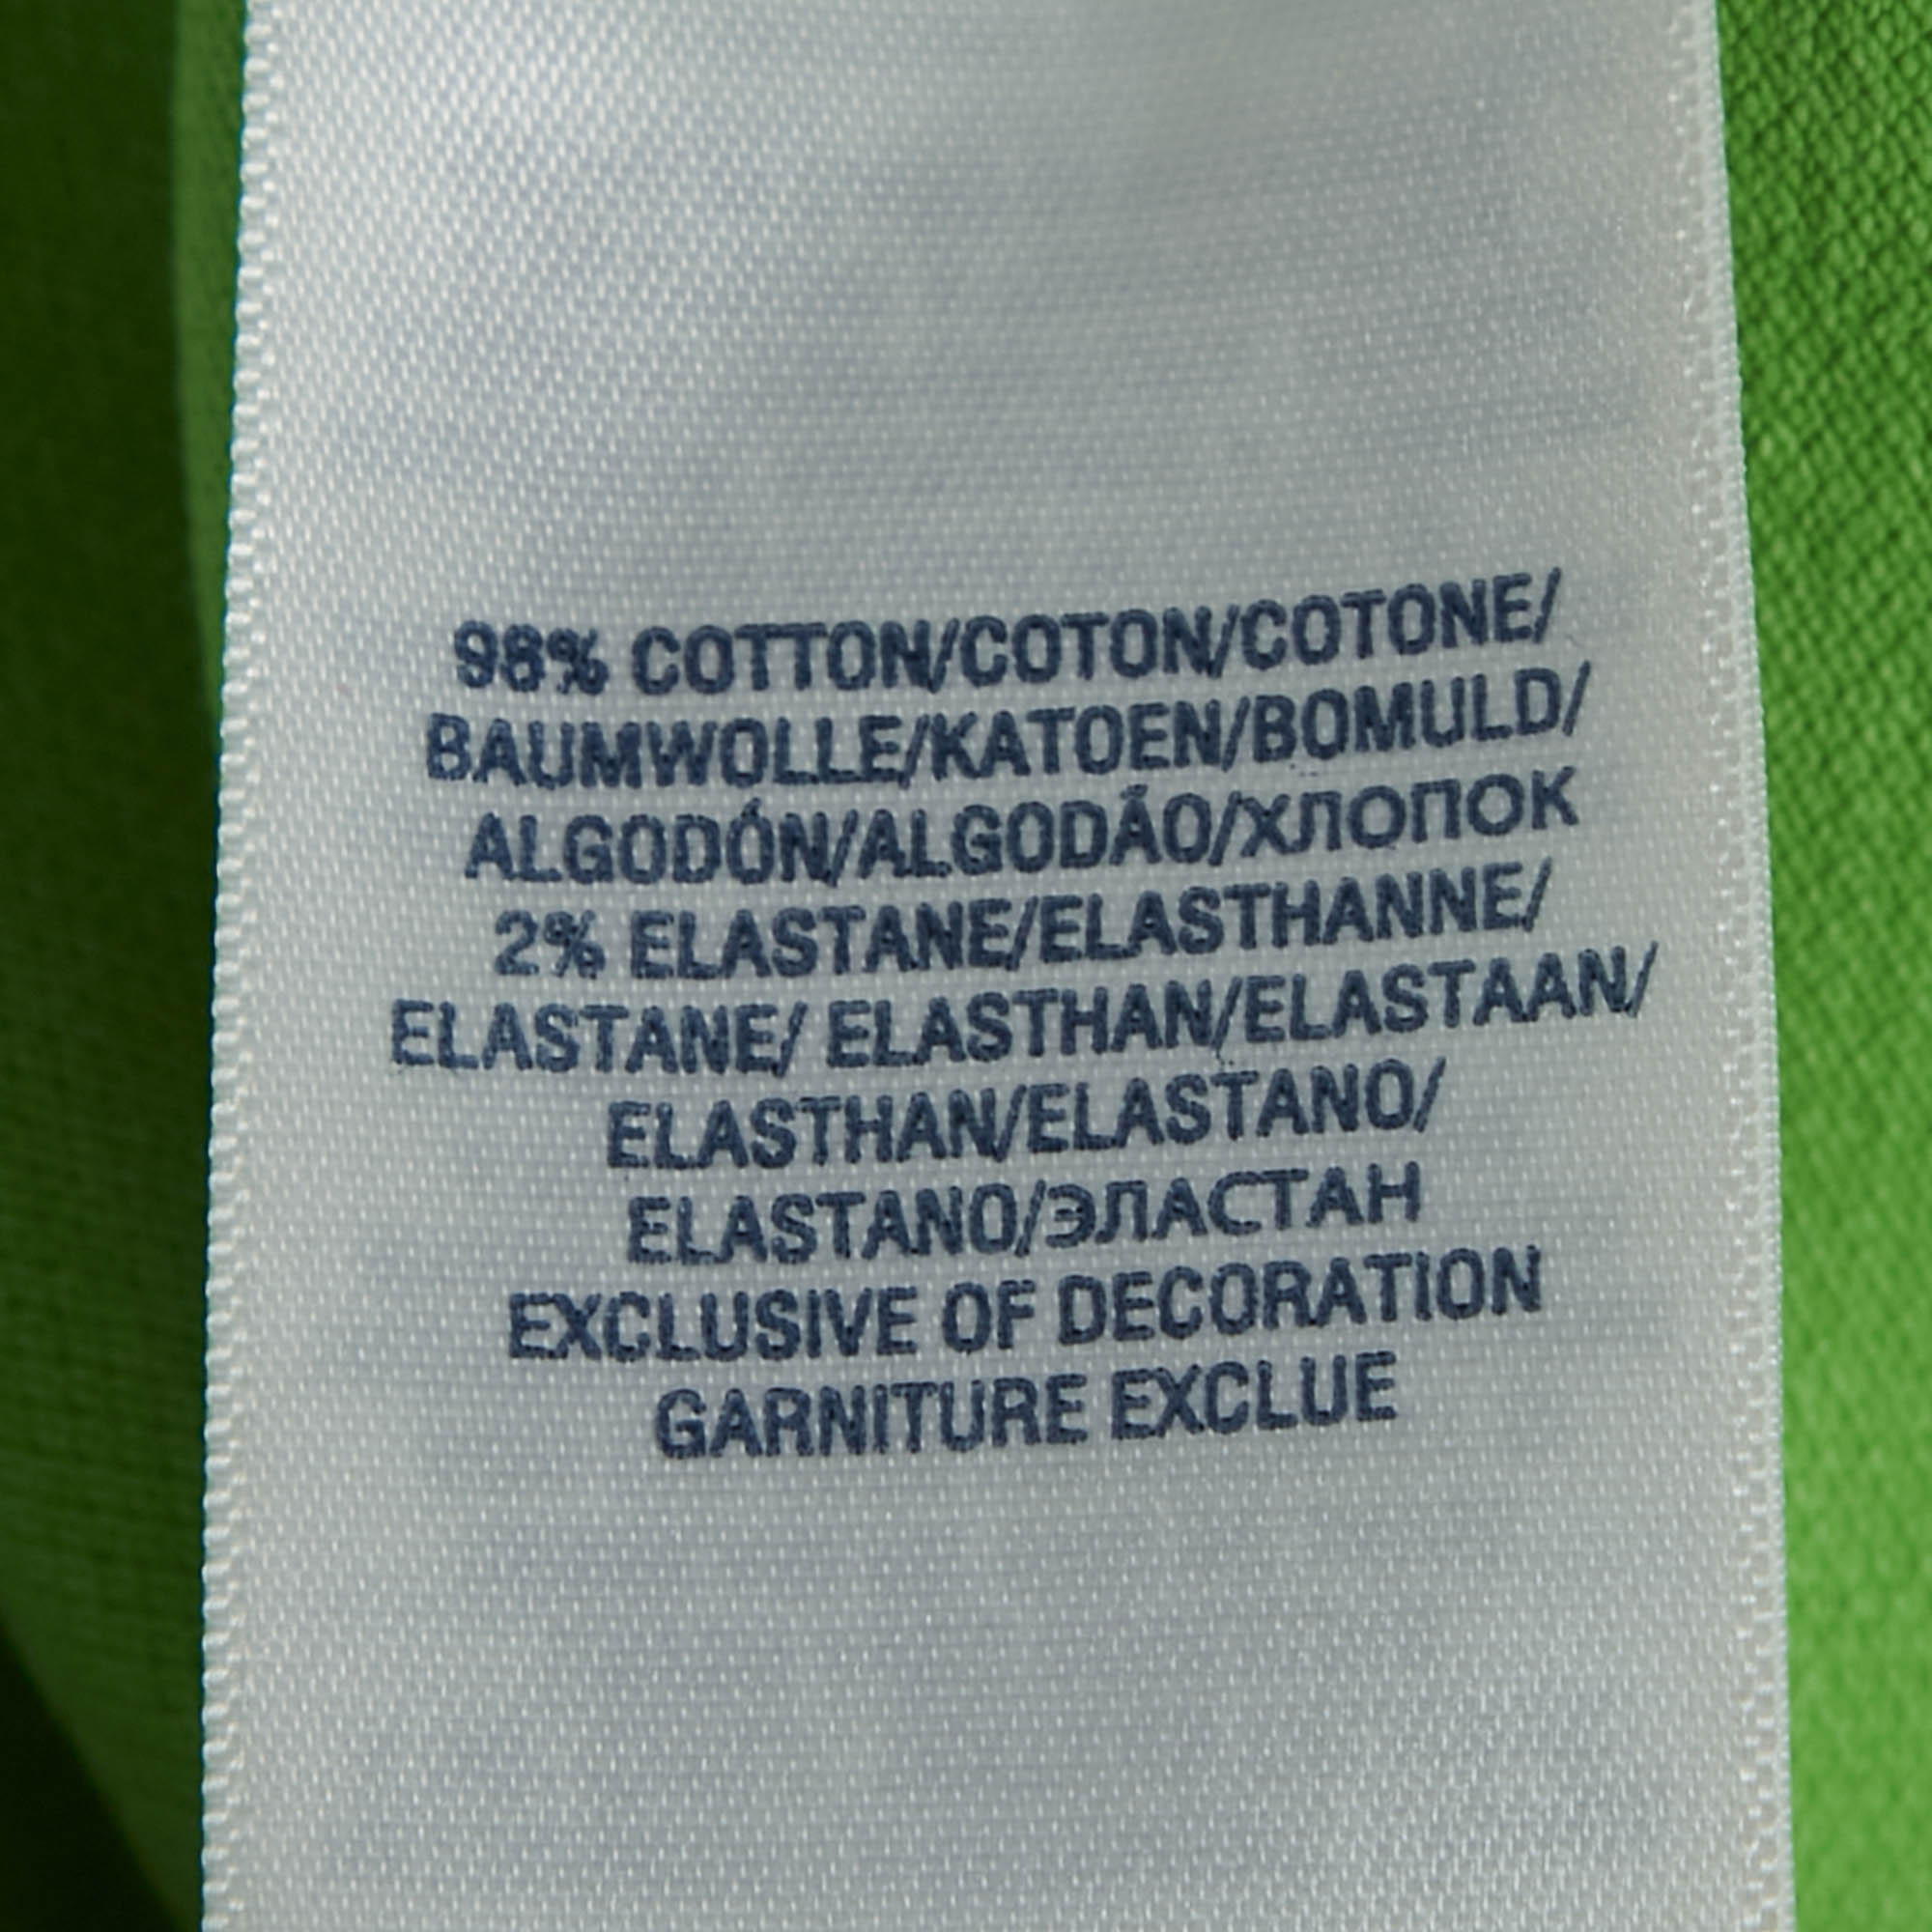 98% COTTON/COTON/COTONE/
BAUMWOLLE/KATOEN/BOMULD/
ALGODÓN/ALGODÃO/ХЛОПОК
2% ELASTANE/ELASTHANNE/
ELASTANE/ ELASTHAN/ELASTAAN/
ELASTHAN/ELASTANO/
ELASTANO/ЭЛАСТАН
EXCLUSIVE OF DECORATION
GARNITURE EXCLUE